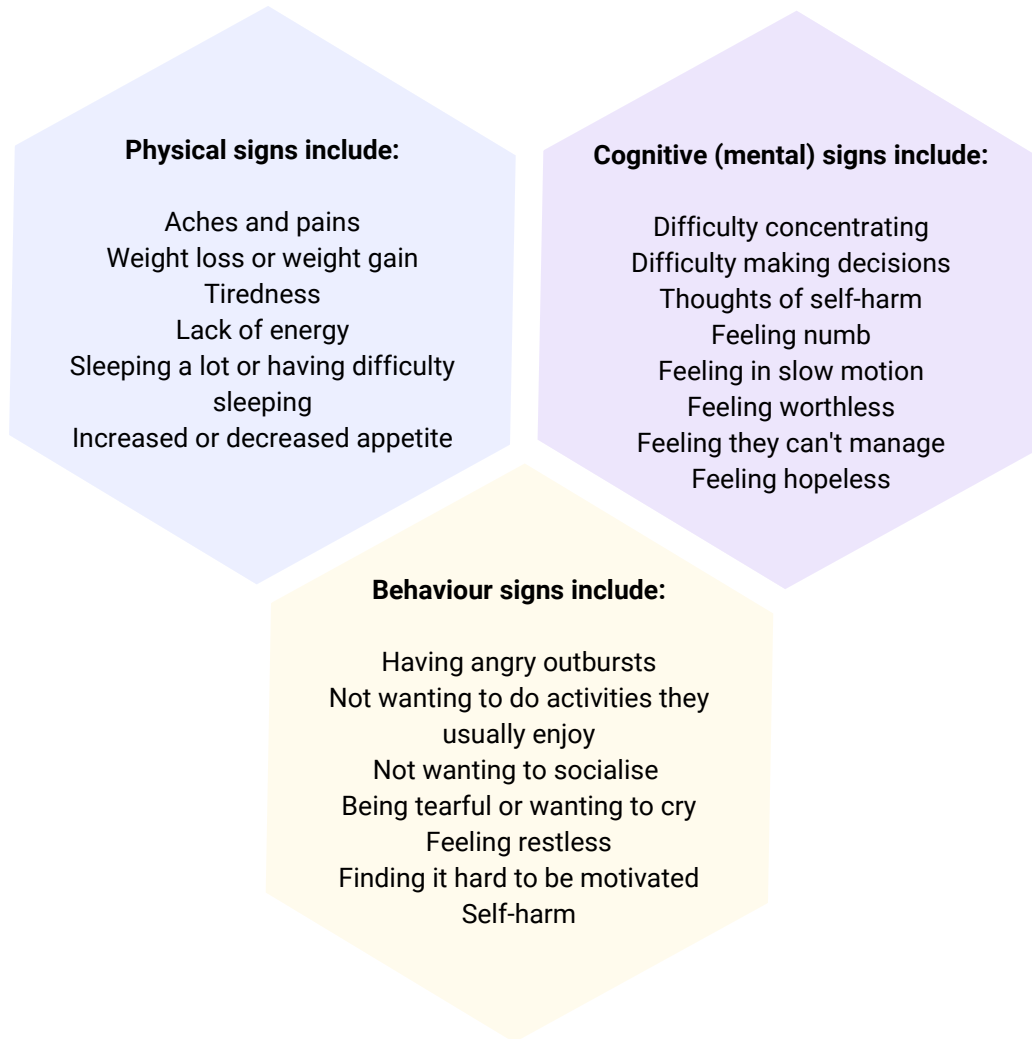 Physical signs include:
Aches and pains
Weight loss or weight gain
Tiredness
Lack of energy
Sleeping a lot or having difficulty
sleeping
Increased or decreased appetite
Cognitive (mental) signs include:
Difficulty concentrating
Difficulty making decisions
Thoughts of self-harm
Feeling numb
Feeling in slow motion
Feeling worthless
Feeling they can't manage
Feeling hopeless
Behaviour signs include:
Having angry outbursts
Not wanting to do activities they
usually enjoy
Not wanting to socialise
Being tearful or wanting to cry
Feeling restless
Finding it hard to be motivated
Self-harm